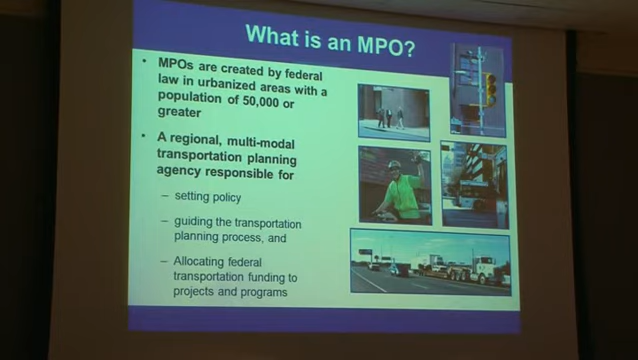 What is an MPO?
• MPOs are created by federal
law in urbanized areas with a
population of 50,000 or
greater
• A regional, multi-modal
transportation planning
agency responsible for
– setting policy
– guiding the transportation
planning process, and
– Allocating federal
transportation funding to
projects and programs